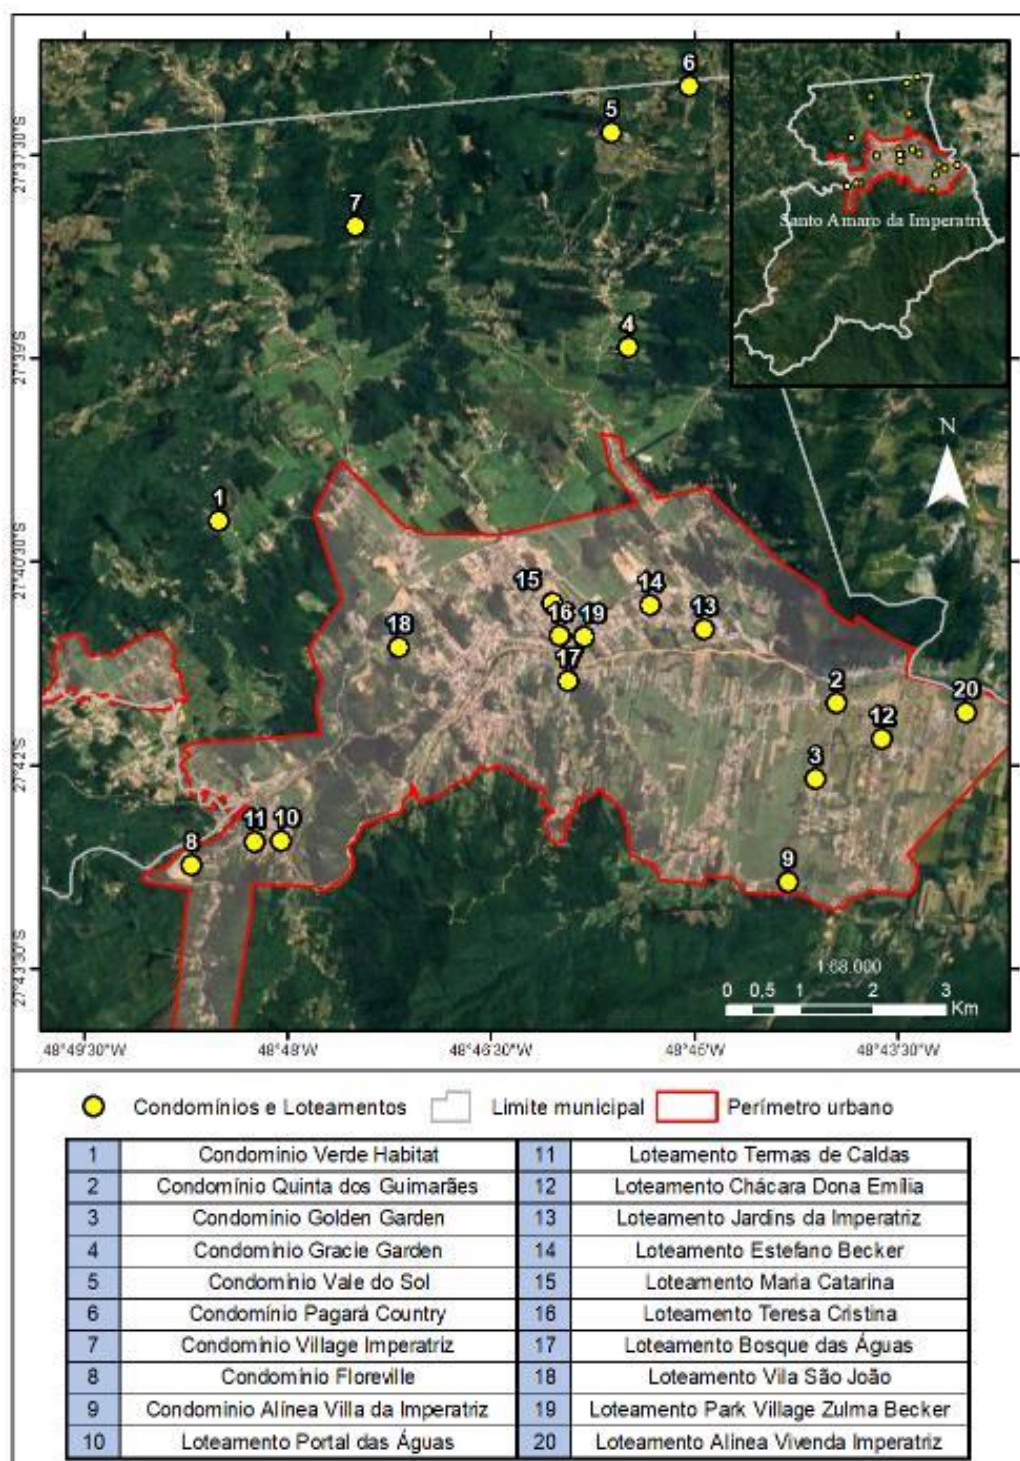 6
5
7
4
1
15
14
16
19
13
18
17
2
20
12
3
11
10
8
9
Santo Amaro da Imperatriz
N
27°37'30"S
27°39'S
27°40'30"S
27°42'S
27°43'30"S
1:68.000
0 0,5 1 2 3
Km
48°49'30"W 48°48'W 48°46'30"W 48°45'W 48°43'30"W
Condomínios e Loteamentos Limite municipal Perímetro urbano
1 Condomínio Verde Habitat 11 Loteamento Termas de Caldas
2 Condomínio Quinta dos Guimarães 12 Loteamento Chácara Dona Emília
3 Condomínio Golden Garden 13 Loteamento Jardins da Imperatriz
4 Condomínio Gracie Garden 14 Loteamento Estefano Becker
5 Condomínio Vale do Sol 15 Loteamento Maria Catarina
6 Condomínio Pagará Country 16 Loteamento Teresa Cristina
7 Condomínio Village Imperatriz 17 Loteamento Bosque das Águas
8 Condomínio Floreville 18 Loteamento Vila São João
9 Condomínio Alínea Villa da Imperatriz 19 Loteamento Park Village Zulma Becker
10 Loteamento Portal das Águas 20 Loteamento Alínea Vivenda Imperatriz